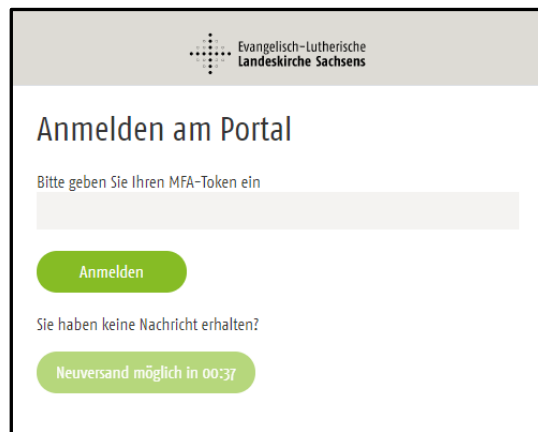 Evangelisch-Lutherische
Landeskirche Sachsens
Anmelden am Portal
Bitte geben Sie Ihren MFA-Token ein
Anmelden
Sie haben keine Nachricht erhalten?
Neuversand möglich in 00:37